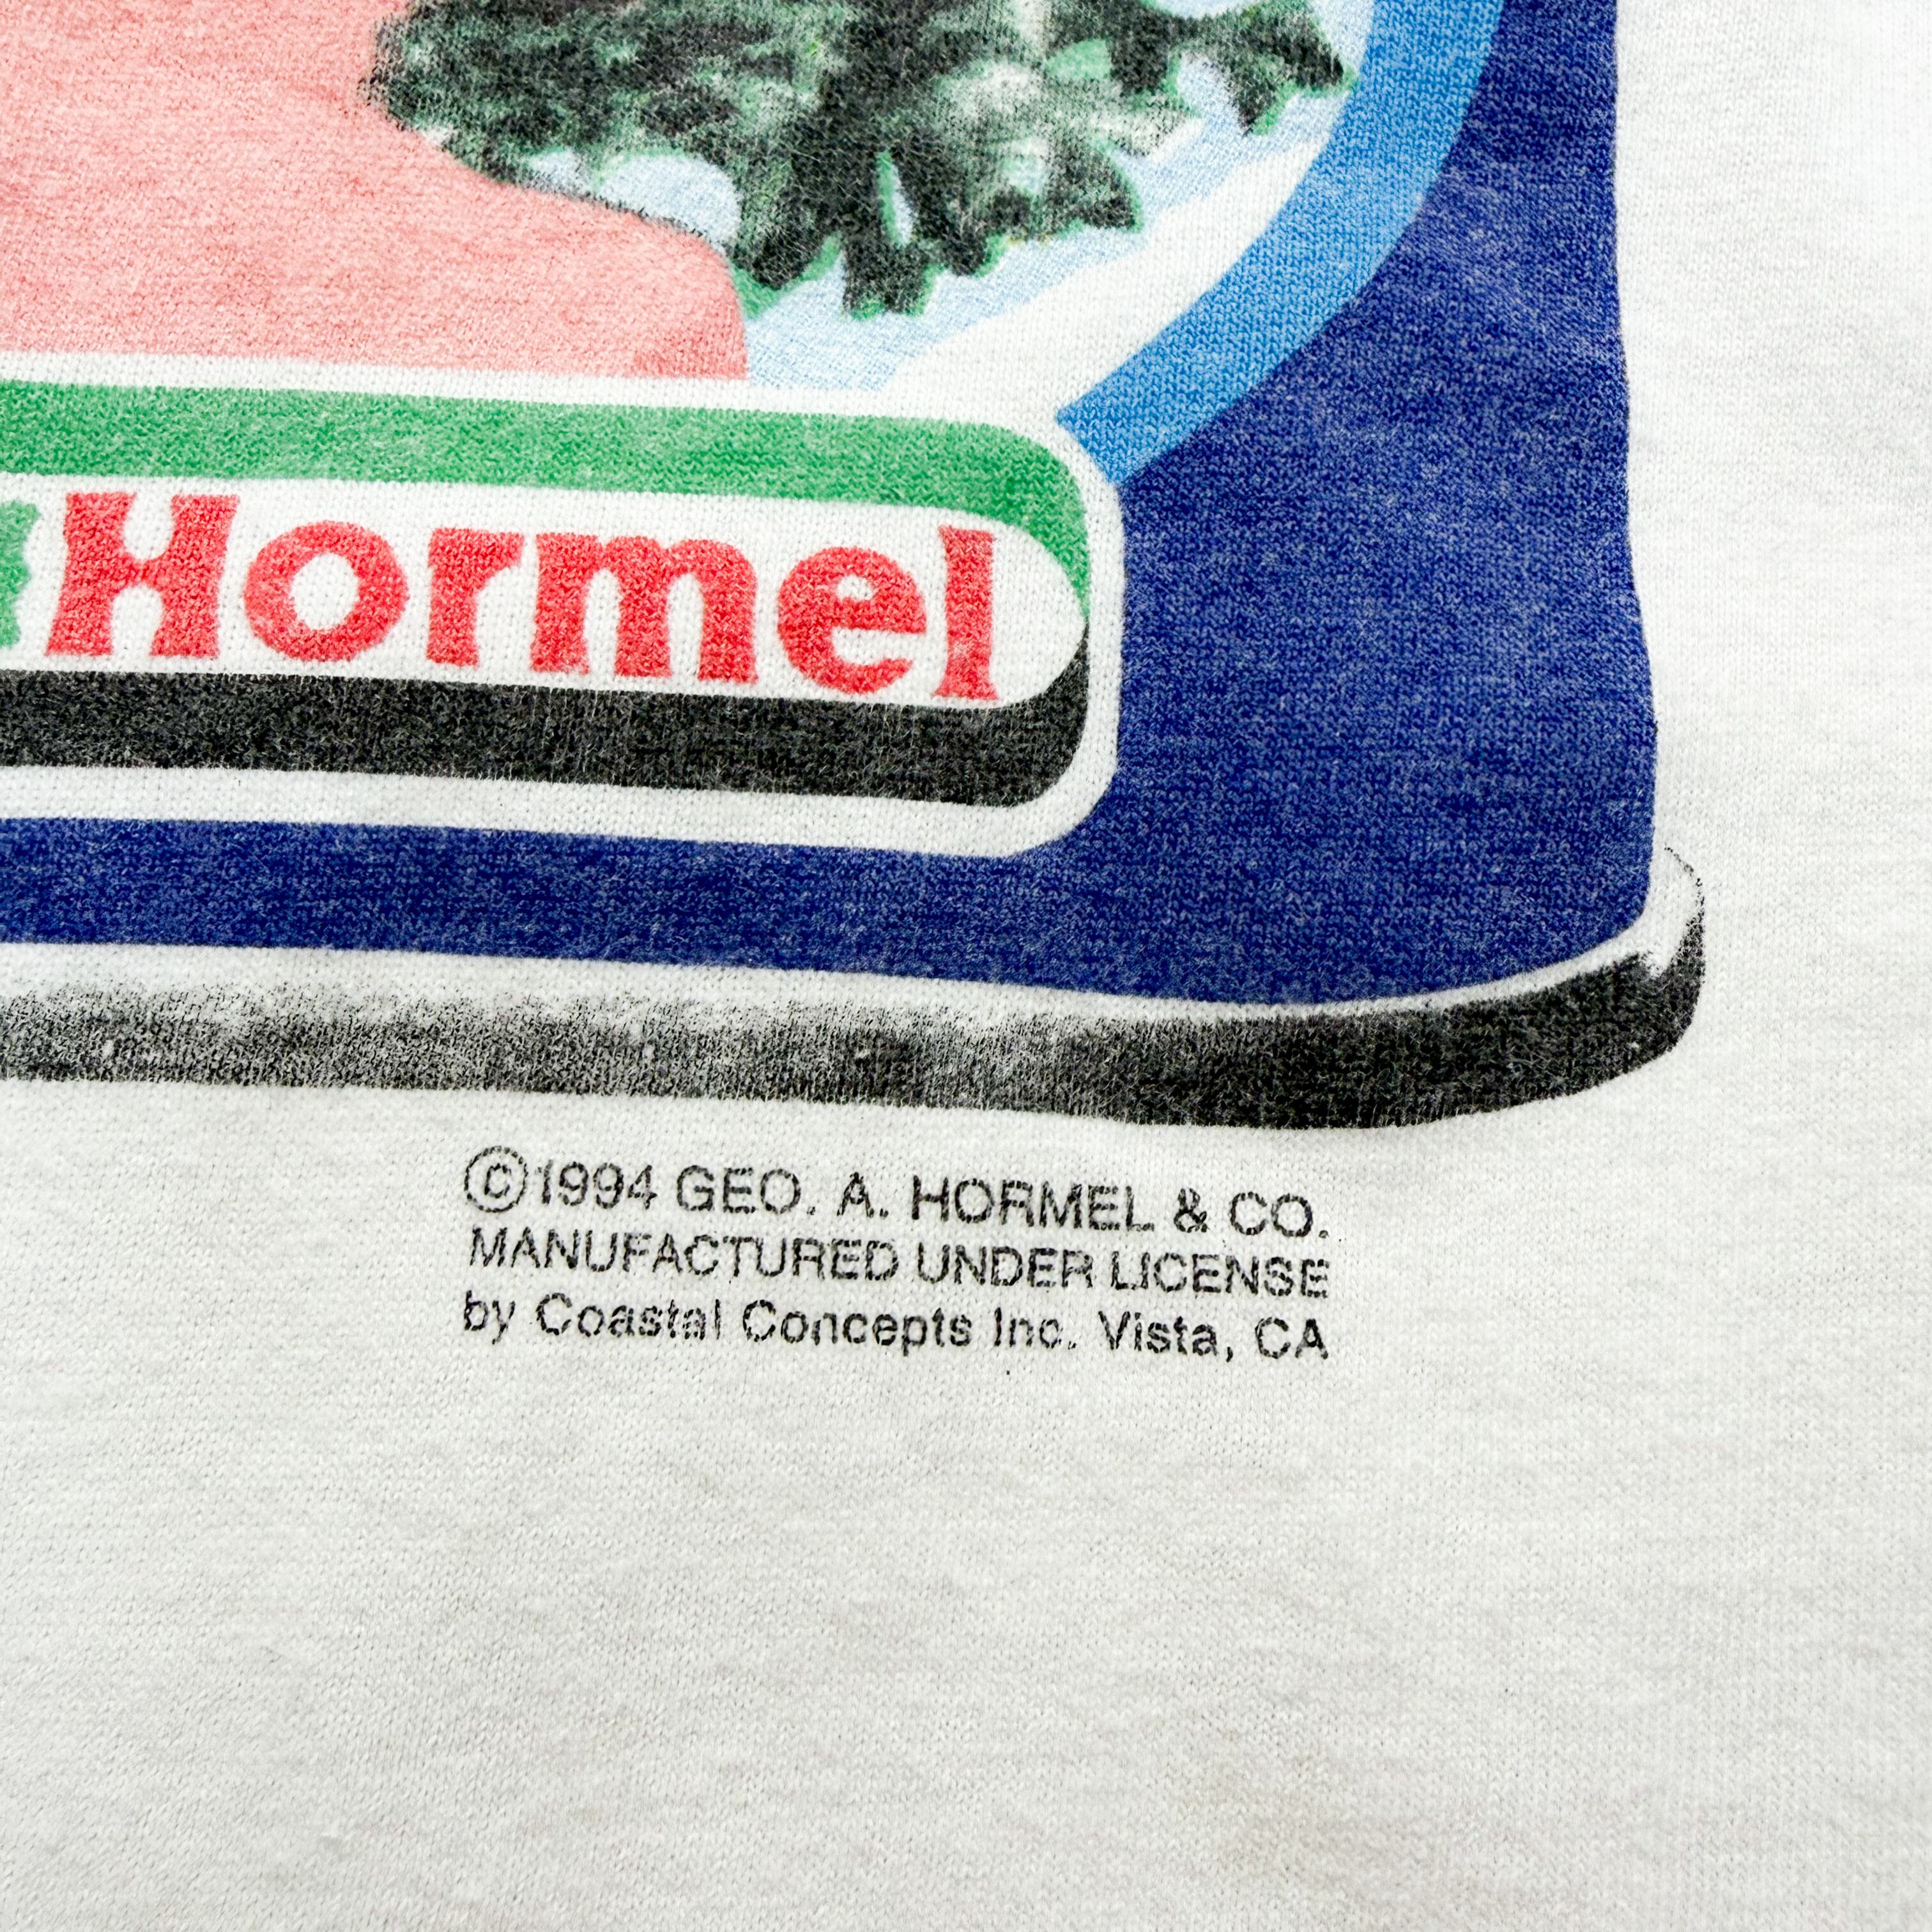 Hormel
©1994 GEO. A. HORMEL & CO.
MANUFACTURED UNDER LICENSE
by Coastal Concepts Inc. Vista, CA